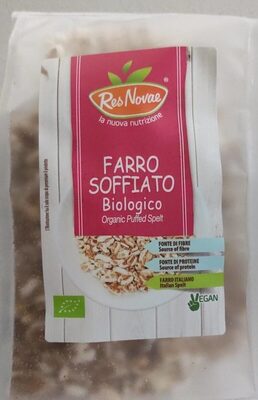 Res Novae
la nuova nutrizione
FARRO
SOFFIATO
Biologico
Organic Puffed Spelt
FONTE DI FIBRE
Source of fibre
FONTE DI PROTEINE
Source of protein
FARRO ITALIANO
Italian Spelt
VEGAN